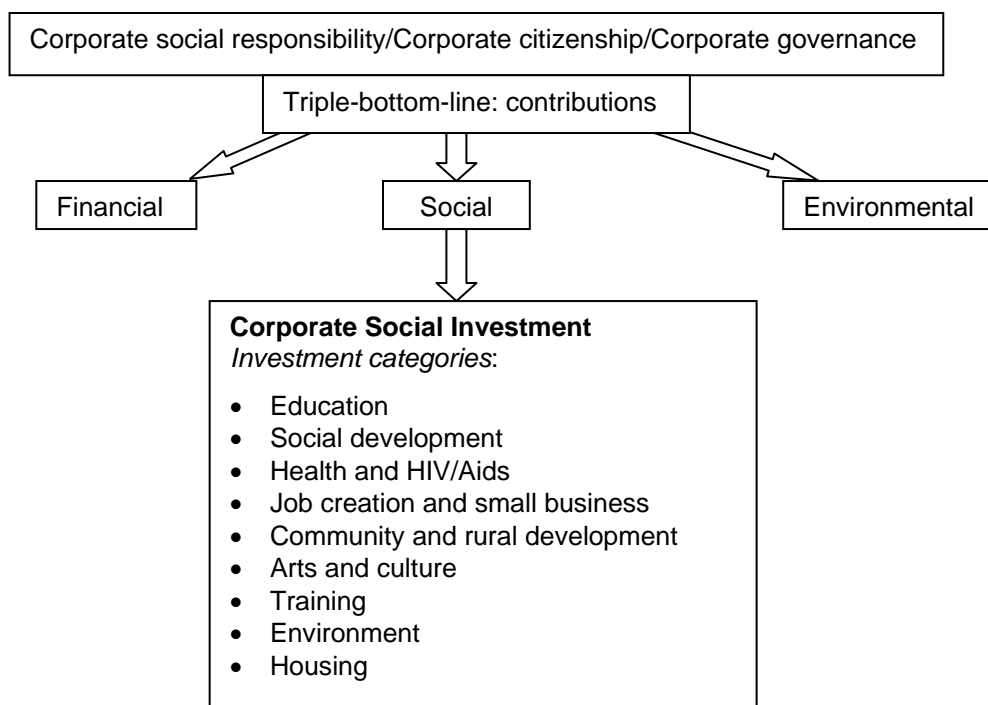 Corporate social responsibility/Corporate citizenship/Corporate governance
Triple-bottom-line: contributions
Financial
Social
Environmental
Corporate Social Investment
Investment categories:
• Education
• Social development
• Health and HIV/Aids
• Job creation and small business
• Community and rural development
• Arts and culture
• Training
• Environment
• Housing